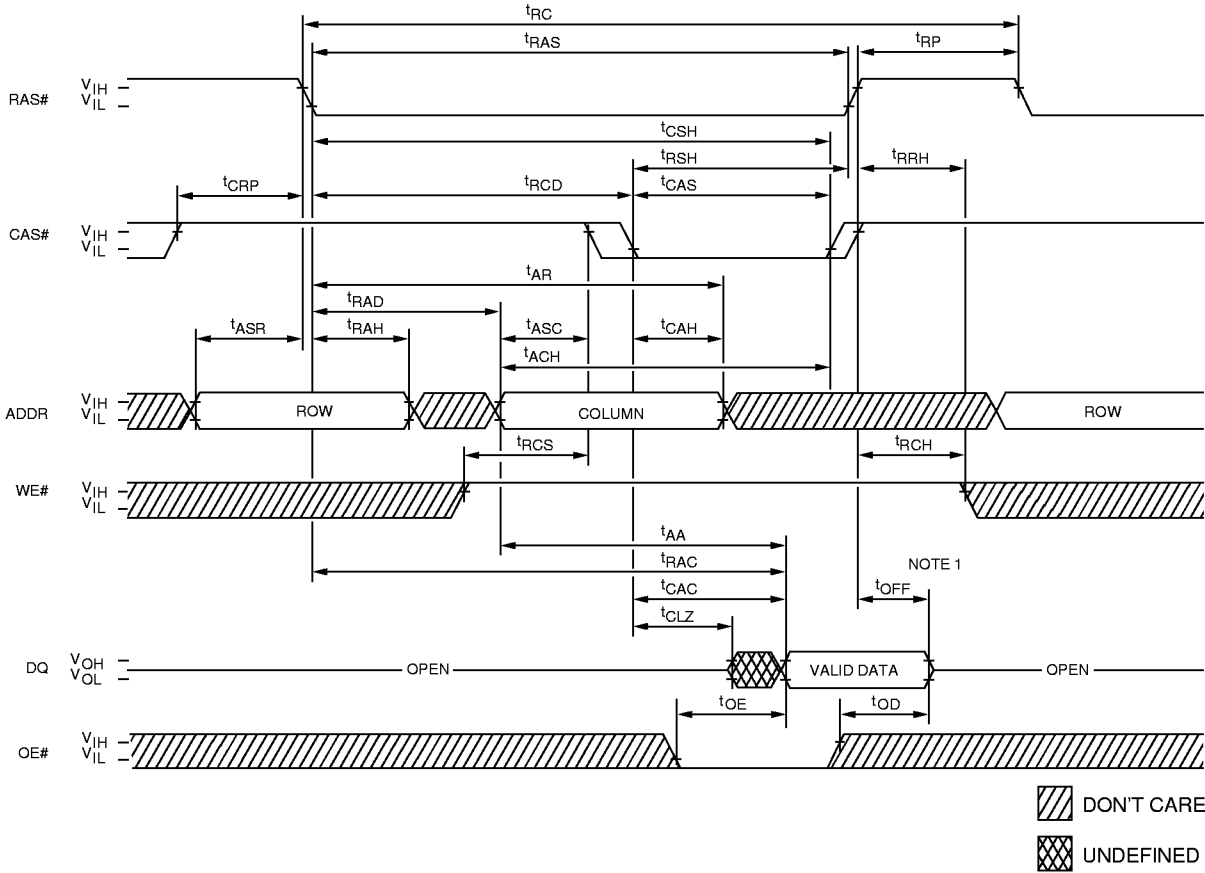 tRC
tRAS
tRP
RAS# VIH
VIL
tCSH
tRSH
tRRH
tCRP
tRCD
tCAS
CAS# VIH
VIL
tAR
tRAD
tASR
tRAH
tASC
tCAH
tACH
ADDR VIH
VIL
ROW
COLUMN
ROW
tRCS
tRCH
WE# VIH
VIL
tAA
tRAC
NOTE 1
tCAC
tOFF
tCLZ
DQ VOH
VOL
OPEN
VALID DATA
OPEN
tOE
tOD
OE# VIH
VIL
DON'T CARE
UNDEFINED